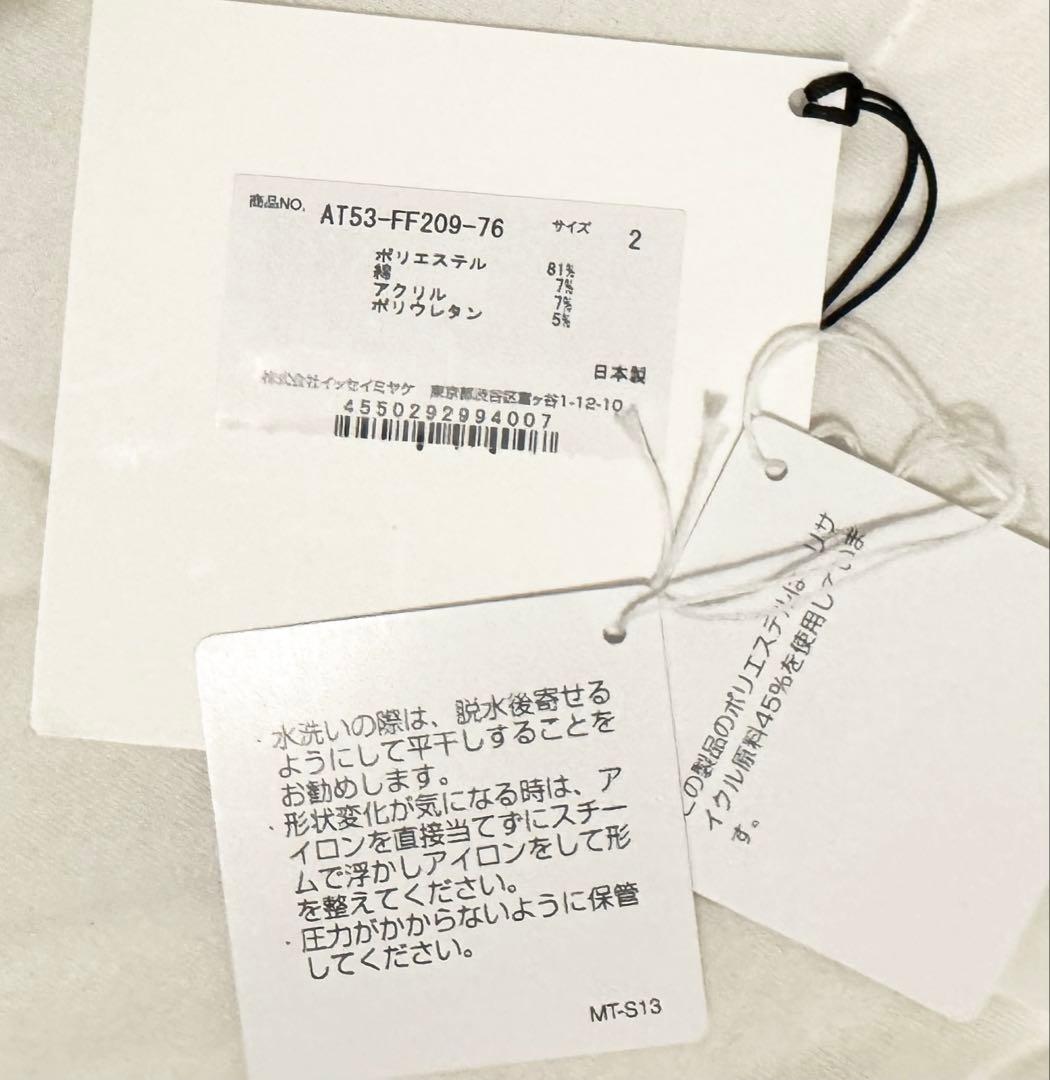 商品NO. AT53-FF209-76 サイズ 2
ポリエステル 81%
綿 7%
アクリル 7%
ポリウレタン 5%
日本製
株式会社イッセイミヤケ 東京都渋谷区富ヶ谷1-12-10
4550292994007
この製品のポリエステルは、リサ
イクル原料45%を使用していま
す。
・水洗いの際は、脱水後寄せる
ようにして平干しすることを
お勧めします。
・形状変化が気になる時は、ア
イロンを直接当てずにスチー
ムで浮かしアイロンをして形
を整えてください。
・圧力がかからないように保管
してください。
MT-S13